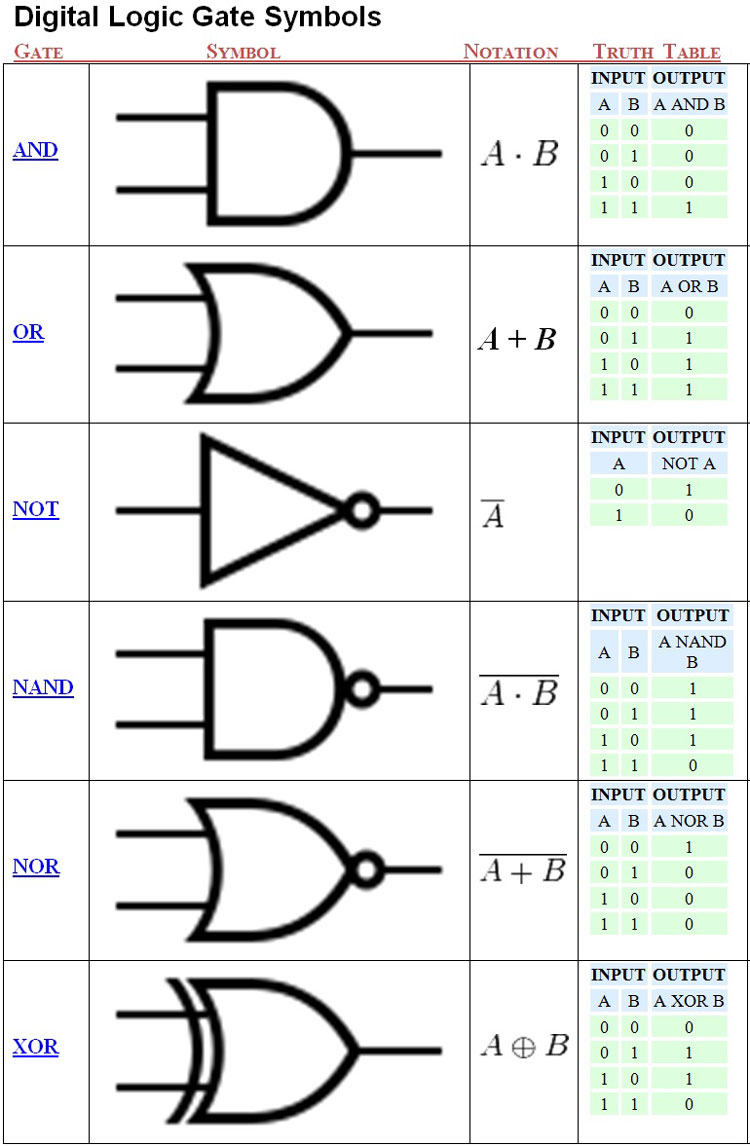 Digital Logic Gate Symbols
GATE SYMBOL NOTATION TRUTH TABLE
AND
A · B
INPUT OUTPUT
A B A AND B
0 0 0
0 1 0
1 0 0
1 1 1
OR
A + B
INPUT OUTPUT
A B A OR B
0 0 0
0 1 1
1 0 1
1 1 1
NOT
A̅
INPUT OUTPUT
A NOT A
0 1
1 0
NAND
A̅ ·̅ B̅
INPUT OUTPUT
A B A NAND
B
0 0 1
0 1 1
1 0 1
1 1 0
NOR
A̅ +̅ B̅
INPUT OUTPUT
A B A NOR B
0 0 1
0 1 0
1 0 0
1 1 0
XOR
A ⊕ B
INPUT OUTPUT
A B A XOR B
0 0 0
0 1 1
1 0 1
1 1 0